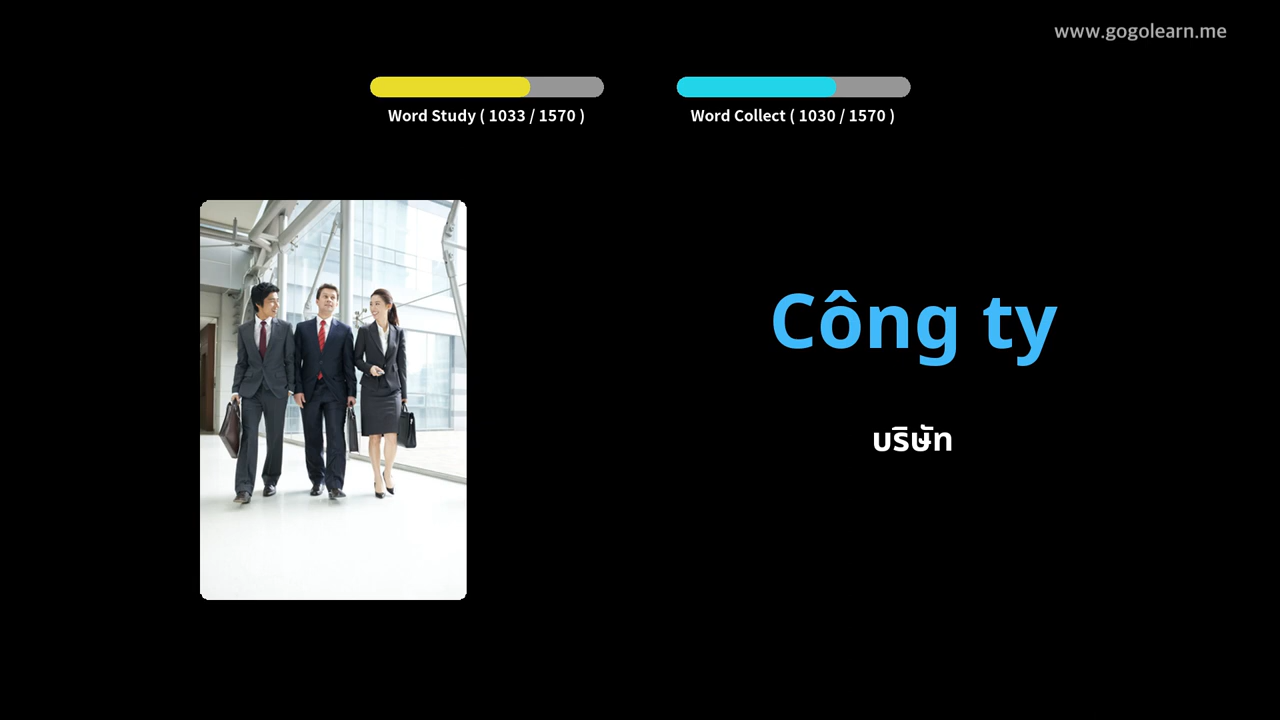 www.gogolearn.me
Word Study ( 1033 / 1570 )
Word Collect ( 1030 / 1570 )
Công ty
บริษัท